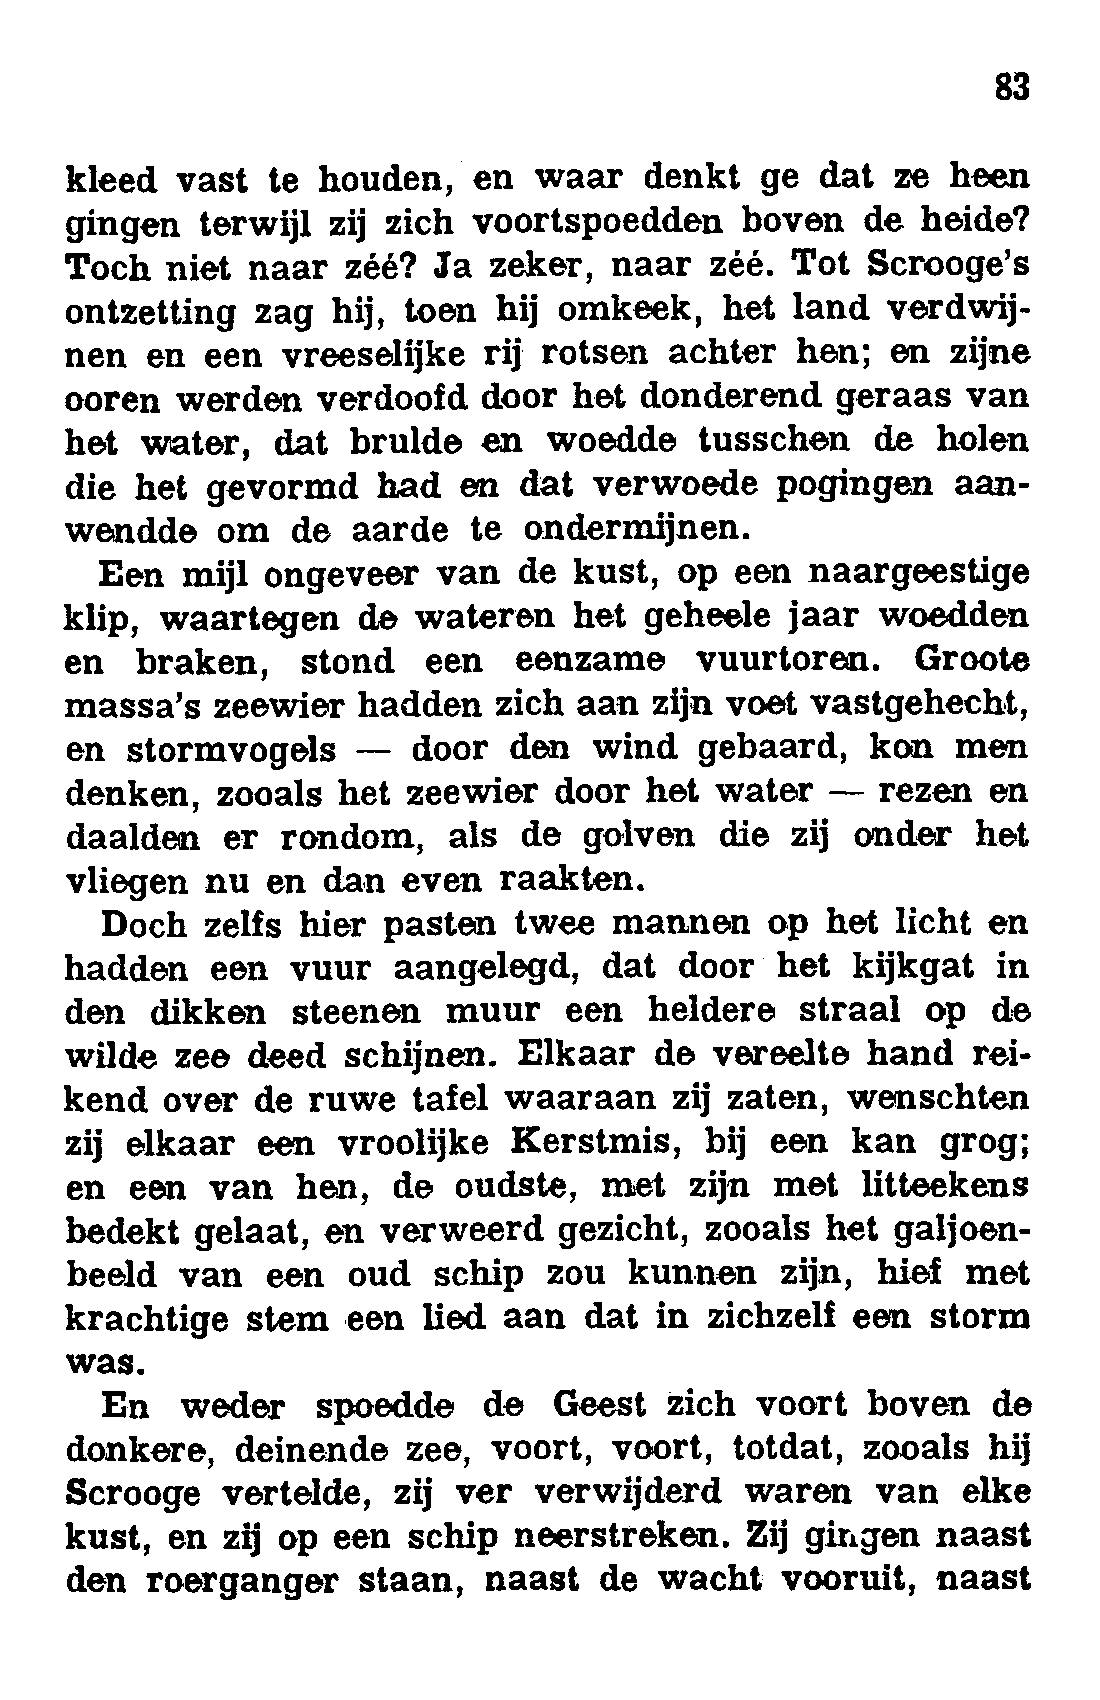 83
kleed vast te houden, en waar denkt ge dat ze heen
gingen terwijl zij zich voortspoedden boven de heide?
Toch niet naar zéé? Ja zeker, naar zéé. Tot Scrooge's
ontzetting zag hij, toen hij omkeek, het land verdwij-
nen en een vreeselijke rij rotsen achter hen; en zijne
ooren werden verdoofd door het donderend geraas van
het water, dat brulde en woedde tusschen de holen
die het gevormd had en dat verwoede pogingen aan-
wendde om de aarde te ondermijnen.
Een mijl ongeveer van de kust, op een naargeestige
klip, waartegen de wateren het geheele jaar woedden
en braken, stond een eenzame vuurtoren. Groote
massa's zeewier hadden zich aan zijn voet vastgehecht,
en stormvogels — door den wind gebaard, kon men
denken, zooals het zeewier door het water — rezen en
daalden er rondom, als de golven die zij onder het
vliegen nu en dan even raakten.
Doch zelfs hier pasten twee mannen op het licht en
hadden een vuur aangelegd, dat door het kijkgat in
den dikken steenen muur een heldere straal op de
wilde zee deed schijnen. Elkaar de vereelte hand rei-
kend over de ruwe tafel waaraan zij zaten, wenschten
zij elkaar een vroolijke Kerstmis, bij een kan grog;
en een van hen, de oudste, met zijn met litteekens
bedekt gelaat, en verweerd gezicht, zooals het galjoen-
beeld van een oud schip zou kunnen zijn, hief met
krachtige stem een lied aan dat in zichzelf een storm
was.
En weder spoedde de Geest zich voort boven de
donkere, deinende zee, voort, voort, totdat, zooals hij
Scrooge vertelde, zij ver verwijderd waren van elke
kust, en zij op een schip neerstreken. Zij gingen naast
den roerganger staan, naast de wacht vooruit, naast